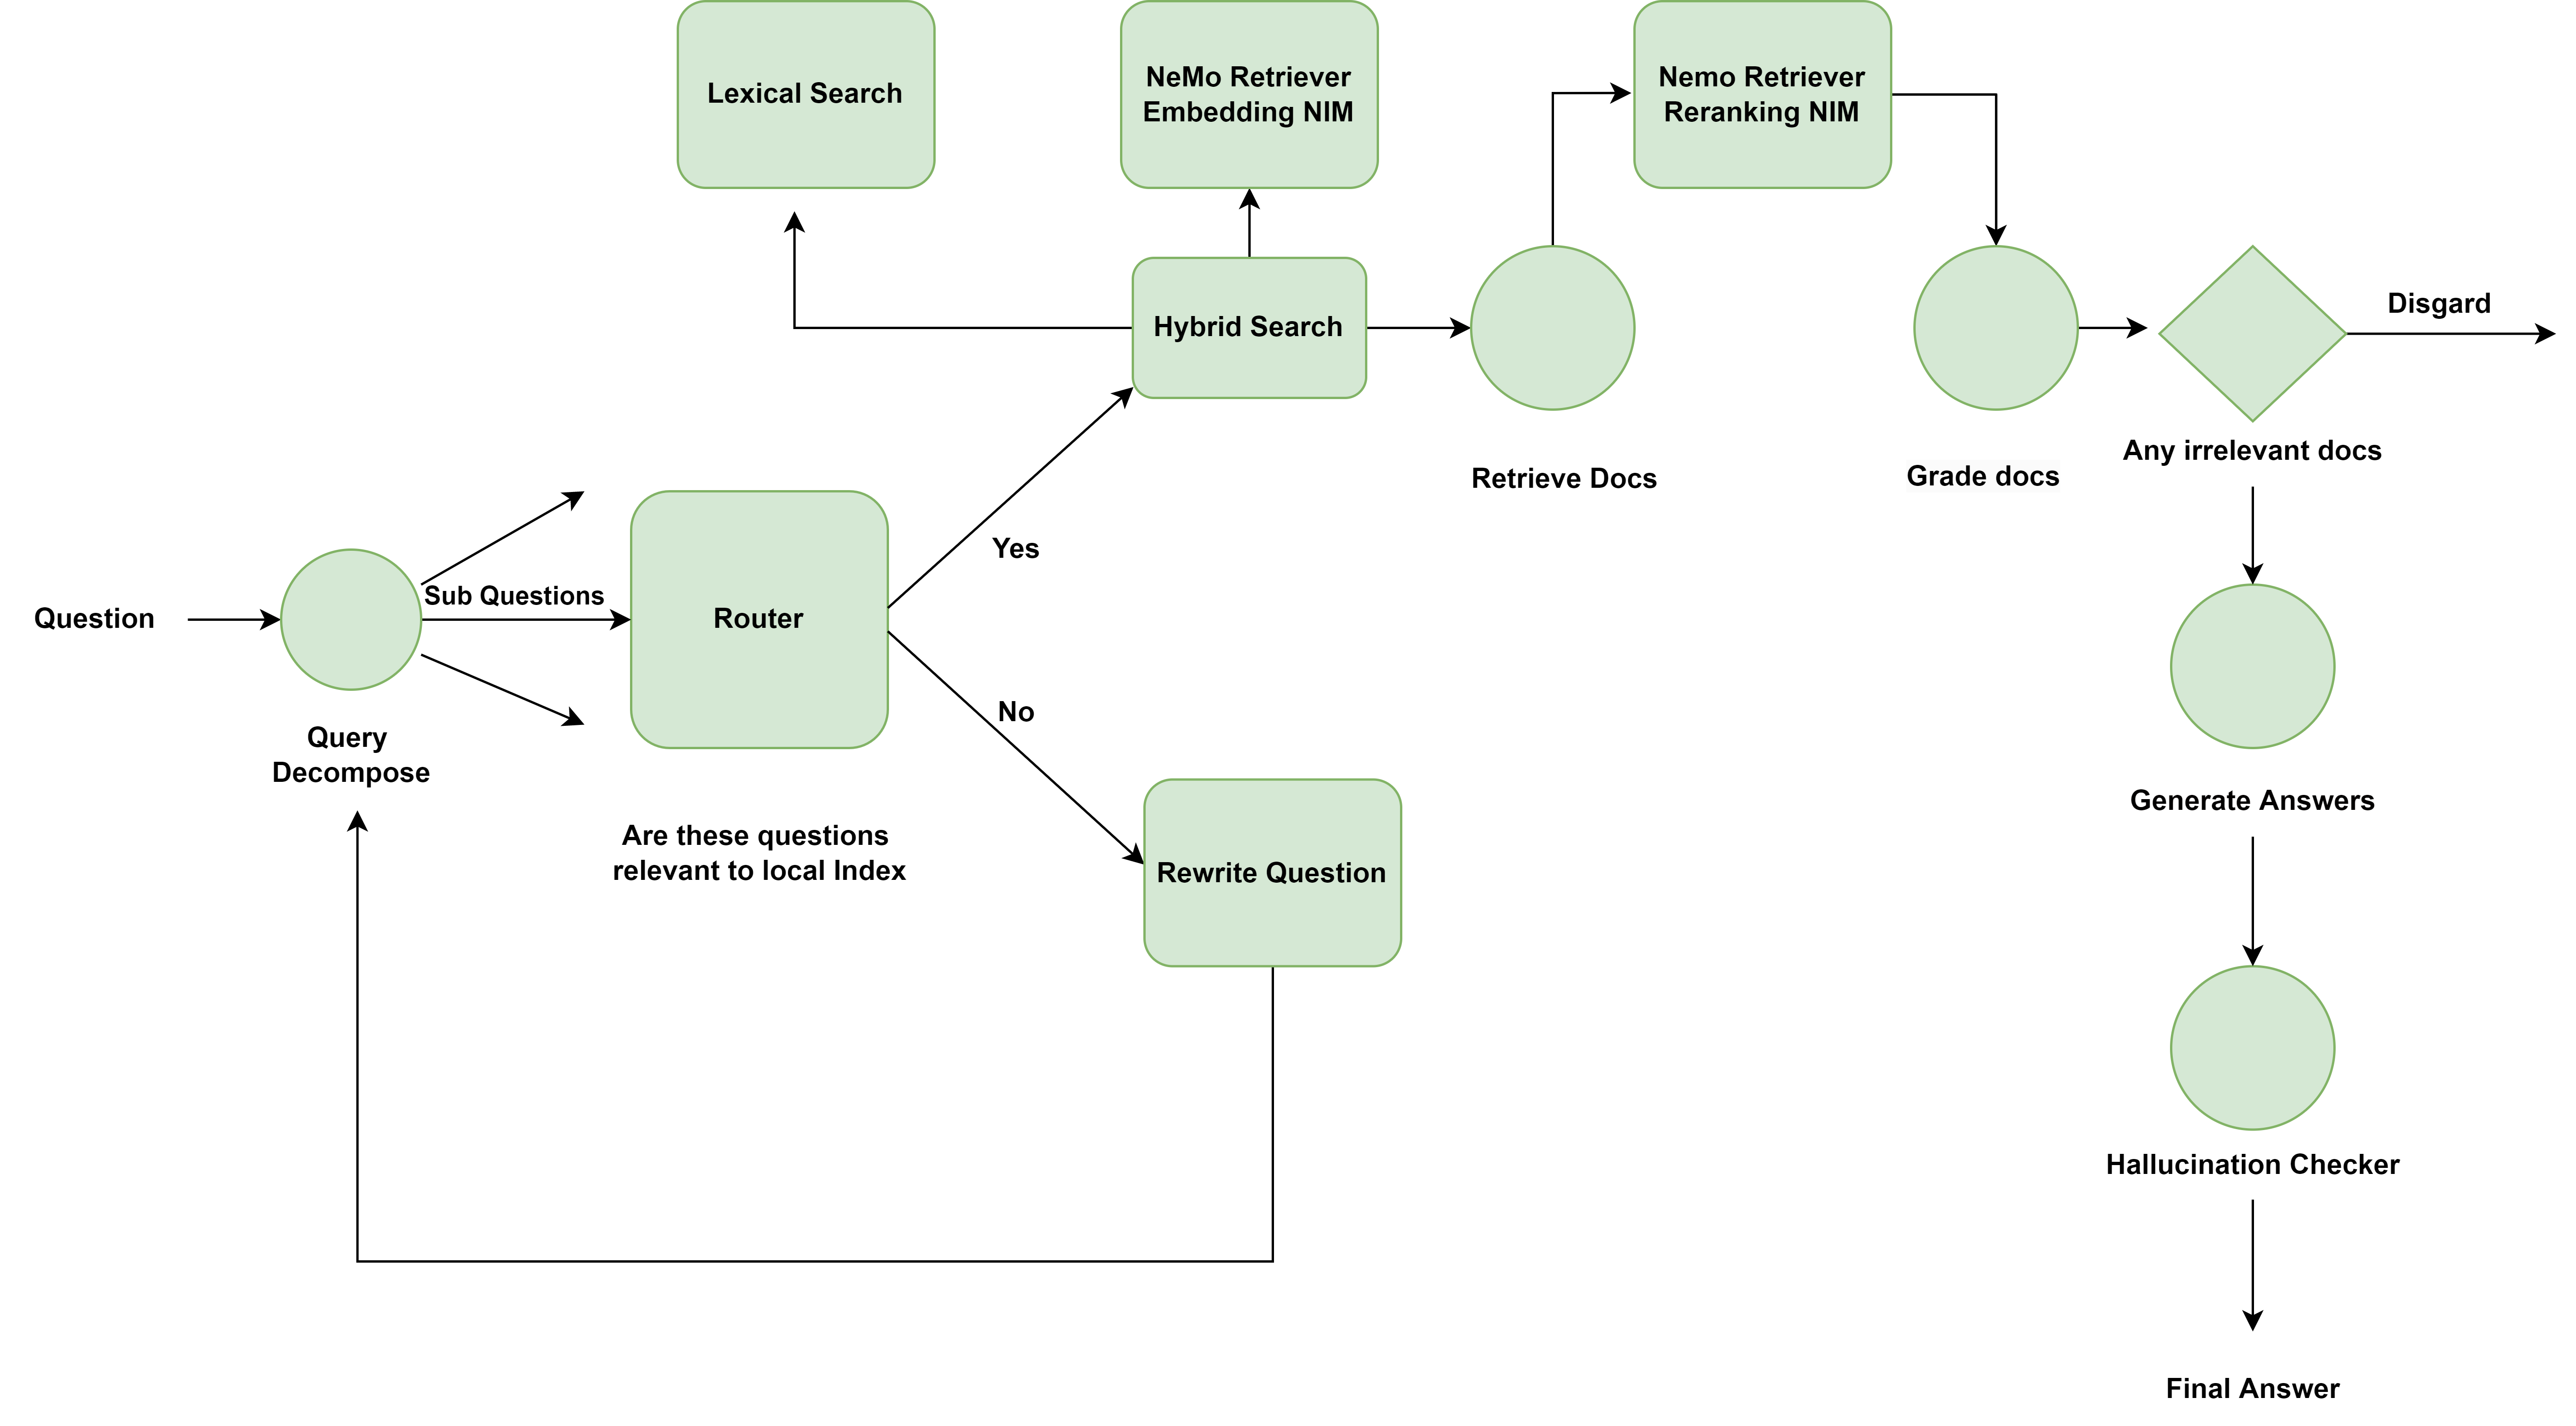 Lexical Search
NeMo Retriever
Embedding NIM
Nemo Retriever
Reranking NIM
Hybrid Search
Disgard
Any irrelevant docs
Retrieve Docs
Grade docs
Yes
Question
Sub Questions
Router
No
Query
Decompose
Are these questions
relevant to local Index
Rewrite Question
Generate Answers
Hallucination Checker
Final Answer